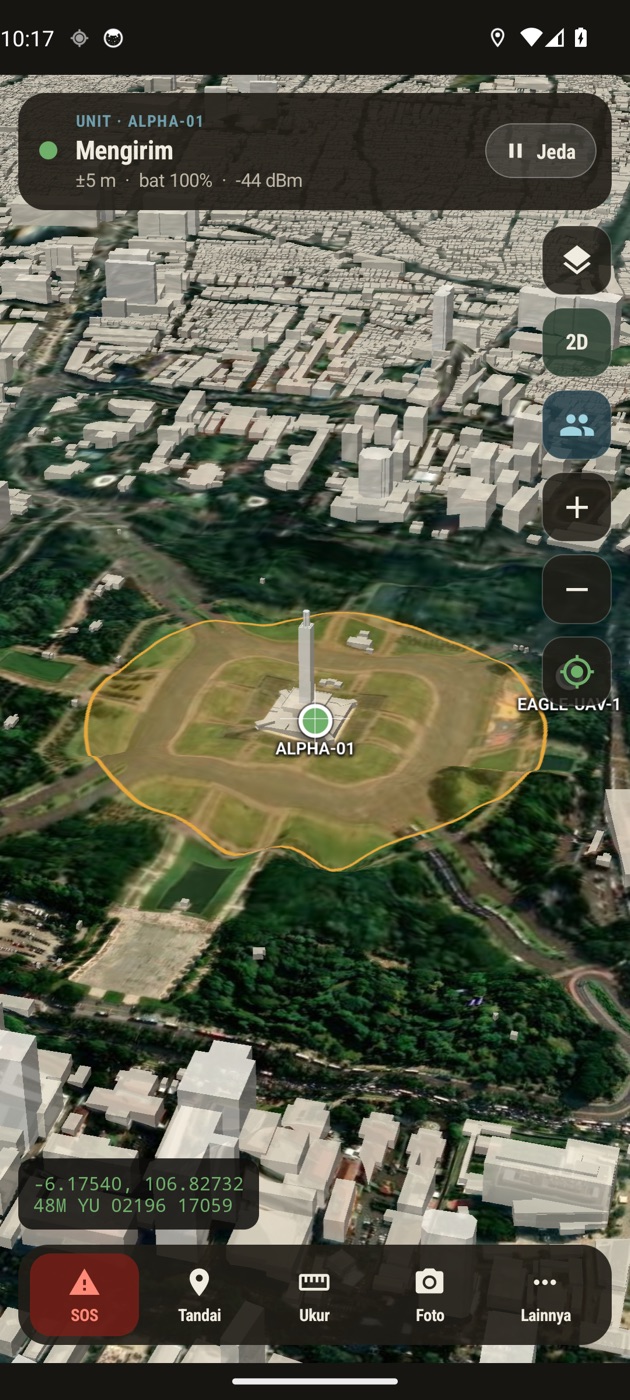 10:17
UNIT · ALPHA-01
Mengirim
±5 m · bat 100% · -44 dBm
Jeda
2D
EAGLE-UAV-1
ALPHA-01
-6.17540, 106.82732
48M YU 02196 17059
SOS
Tandai
Ukur
Foto
Lainnya